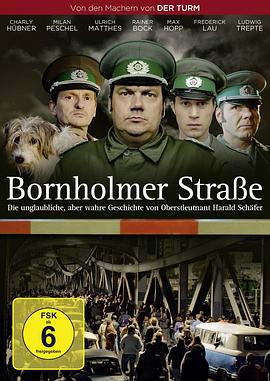 Von den Machern von DER TURM
CHARLY MILAN ULRICH RAINER MAX FREDERICK LUDWIG
HÜBNER PESCHEL MATTHES BOCK HOPP LAU TREPTE
Bornholmer Straße
Die unglaubliche, aber wahre Geschichte von Oberstleutnant Harald Schäfer
FSK
ab
6
freigegeben